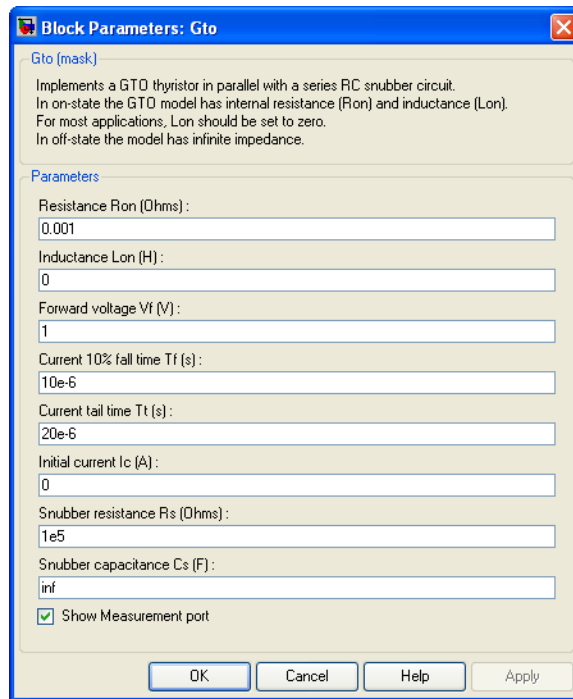 Block Parameters: Gto
Gto (mask)
Implements a GTO thyristor in parallel with a series RC snubber circuit.
In on-state the GTO model has internal resistance (Ron) and inductance (Lon).
For most applications, Lon should be set to zero.
In off-state the model has infinite impedance.
Parameters
Resistance Ron (Ohms) :
0.001
Inductance Lon (H) :
0
Forward voltage Vf (V) :
1
Current 10% fall time Tf (s) :
10e-6
Current tail time Tt (s) :
20e-6
Initial current Ic (A) :
0
Snubber resistance Rs (Ohms) :
1e5
Snubber capacitance Cs (F) :
inf
Show Measurement port
OK Cancel Help Apply